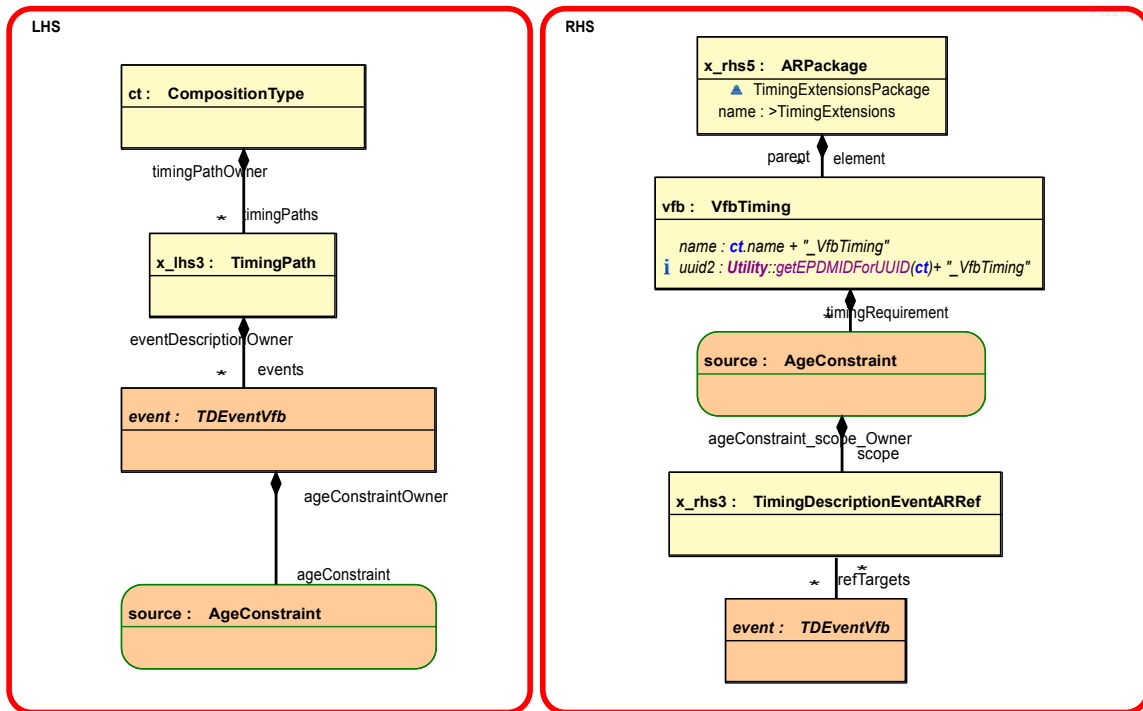 LHS
ct : CompositionType
timingPathOwner
* timingPaths
x_lhs3 : TimingPath
eventDescriptionOwner
* events
event : TDEventVfb
ageConstraintOwner
ageConstraint
source : AgeConstraint
RHS
x_rhs5 : ARPackage
TimingExtensionsPackage
name : >TimingExtensions
parent * element
vfb : VfbTiming
name : ct.name + "_VfbTiming"
i uuid2 : Utility::getEPDMIDForUUID(ct)+ "_VfbTiming"
* timingRequirement
source : AgeConstraint
ageConstraint_scope_Owner
scope
x_rhs3 : TimingDescriptionEventARRef
*
* refTargets
event : TDEventVfb